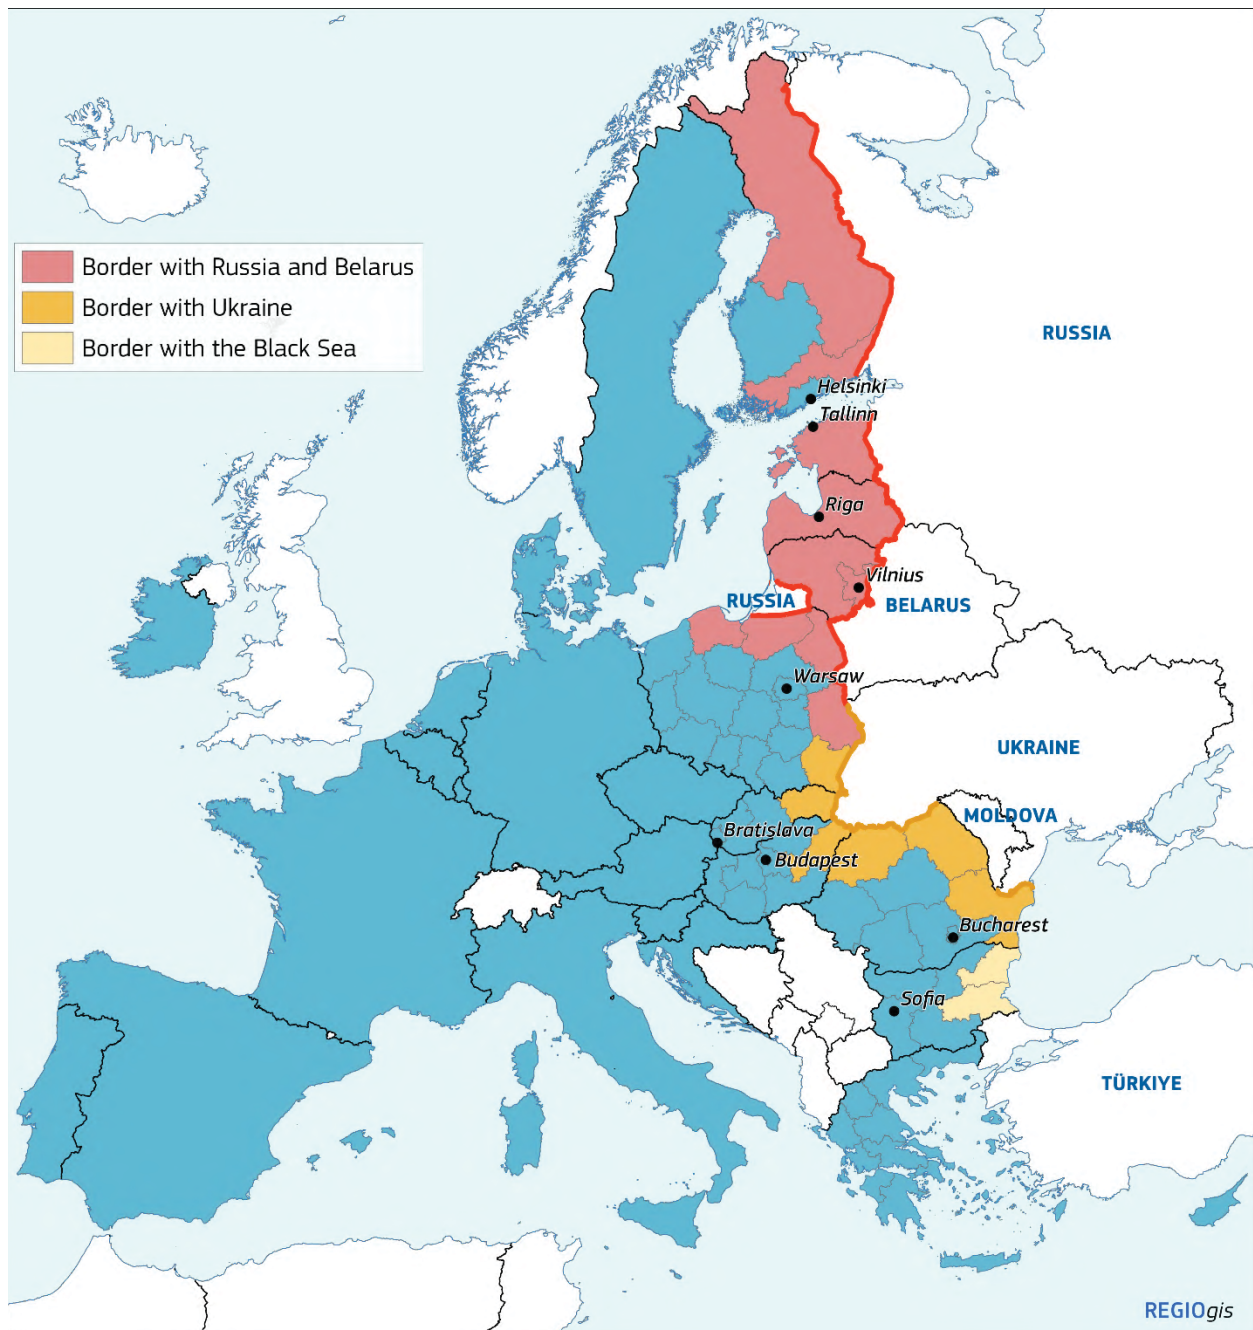 Border with Russia and Belarus
Border with Ukraine
Border with the Black Sea
RUSSIA
Helsinki
Tallinn
Riga
Vilnius
RUSSIA
BELARUS
Warsaw
UKRAINE
MOLDOVA
Bratislava
Budapest
Bucharest
Sofia
TÜRKIYE
REGIOgis